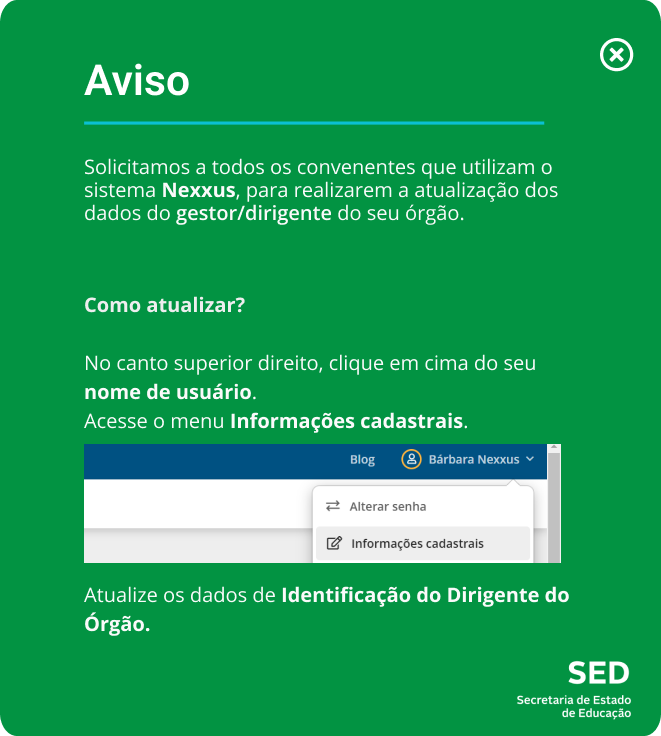 Aviso
Solicitamos a todos os convenentes que utilizam o
sistema Nexxus, para realizarem a atualização dos
dados do gestor/dirigente do seu órgão.
Como atualizar?
No canto superior direito, clique em cima do seu
nome de usuário.
Acesse o menu Informações cadastrais.
Blog Bárbara Nexxus
Alterar senha
Informações cadastrais
Atualize os dados de Identificação do Dirigente do
Órgão.
SED
Secretaria de Estado
de Educação